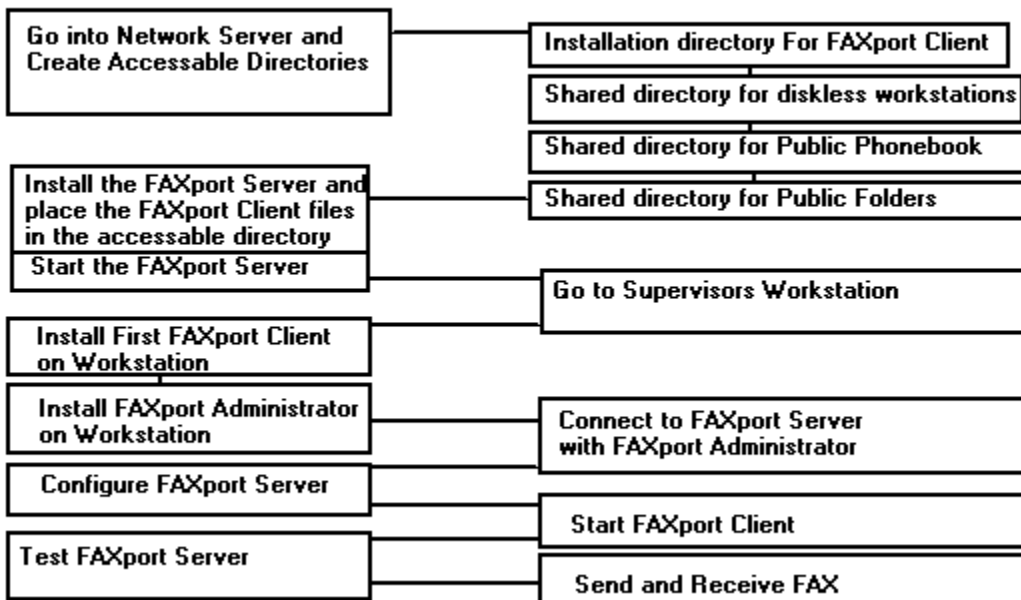 Go into Network Server and
Create Accessable Directories
Installation directory For FAXport Client
Shared directory for diskless workstations
Shared directory for Public Phonebook
Shared directory for Public Folders
Install the FAXport Server and
place the FAXport Client files
in the accessable directory
Start the FAXport Server
Go to Supervisors Workstation
Install First FAXport Client
on Workstation
Install FAXport Administrator
on Workstation
Connect to FAXport Server
with FAXport Administrator
Configure FAXport Server
Start FAXport Client
Test FAXport Server
Send and Receive FAX